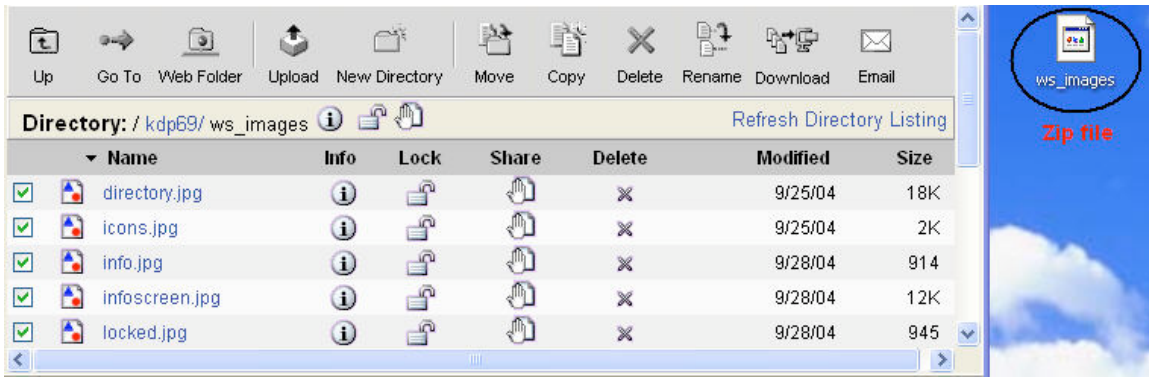 Up Go To Web Folder Upload New Directory Move Copy Delete Rename Download Email
ws_images
Zip file
Directory: / kdp69/ ws_images Refresh Directory Listing
Name Info Lock Share Delete Modified Size
directory.jpg 9/25/04 18K
icons.jpg 9/25/04 2K
info.jpg 9/28/04 914
infoscreen.jpg 9/28/04 12K
locked.jpg 9/28/04 945